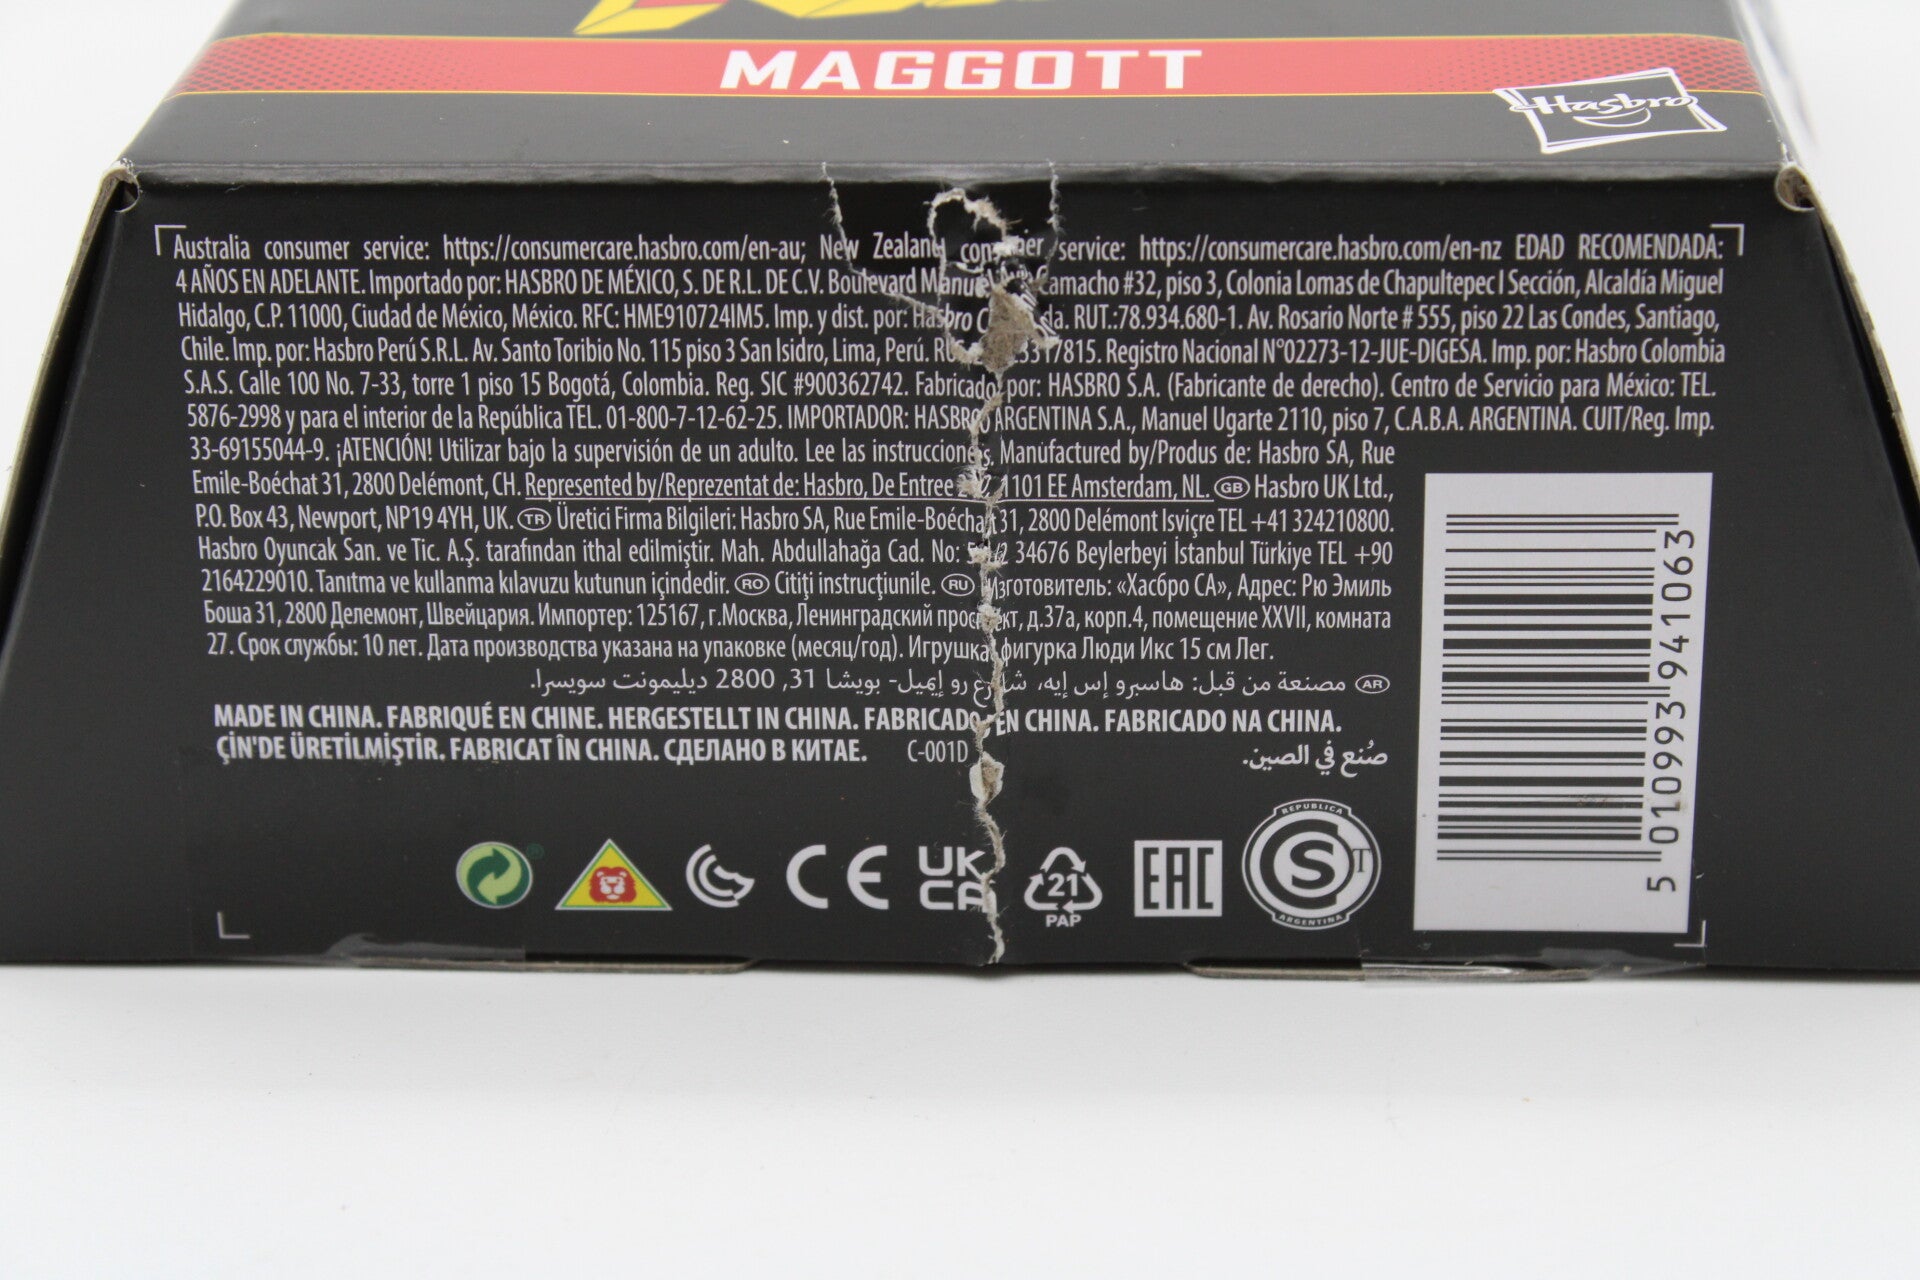 MAGGOTT
Hasbro
Australia consumer service: https://consumercare.hasbro.com/en-au; New Zealand consumer service: https://consumercare.hasbro.com/en-nz EDAD RECOMENDADA:
4 AÑOS EN ADELANTE. Importado por: HASBRO DE MÉXICO, S. DE R.L. DE C.V. Boulevard Manuel Camacho #32, piso 3, Colonia Lomas de Chapultepec I Sección, Alcaldía Miguel
Hidalgo, C.P. 11000, Ciudad de México, México. RFC: HME910724IM5. Imp. y dist. por: Hasbro RUT.:78.934.680-1. Av. Rosario Norte # 555, piso 22 Las Condes, Santiago,
Chile. Imp. por: Hasbro Perú S.R.L. Av. Santo Toribio No. 115 piso 3 San Isidro, Lima, Perú. Registro Nacional N°02273-12-JUE-DIGESA. Imp. por: Hasbro Colombia
S.A.S. Calle 100 No. 7-33, torre 1 piso 15 Bogotá, Colombia. Reg. SIC #900362742. Fabricado por: HASBRO S.A. (Fabricante de derecho). Centro de Servicio para México: TEL.
5876-2998 y para el interior de la República TEL. 01-800-7-12-62-25. IMPORTADOR: HASBRO ARGENTINA S.A., Manuel Ugarte 2110, piso 7, C.A.B.A. ARGENTINA. CUIT/Reg. Imp.
33-69155044-9. ¡ATENCIÓN! Utilizar bajo la supervisión de un adulto. Lee las instrucciones. Manufactured by/Produs de: Hasbro SA, Rue
Emile-Boéchat 31, 2800 Delémont, CH. Represented by/Reprezentat de: Hasbro, De Entree 1101 EE Amsterdam, NL. GB Hasbro UK Ltd.,
P.O. Box 43, Newport, NP19 4YH, UK. TR Üretici Firma Bilgileri: Hasbro SA, Rue Emile-Boéchat 31, 2800 Delémont Isviçre TEL +41 324210800.
Hasbro Oyuncak San. ve Tic. A.Ş. tarafından ithal edilmiştir. Mah. Abdullahağa Cad. No: 34676 Beylerbeyi İstanbul Türkiye TEL +90
2164229010. Tanıtma ve kullanma kılavuzu kutunun içindedir. RO Citiţi instrucţiunile. RU Изготовитель: «Хасбро СА», Адрес: Рю Эмиль
Боша 31, 2800 Делемонт, Швейцария. Импортер: 125167, г.Москва, Ленинградский проспект, д.37а, корп.4, помещение XXVII, комната
27. Срок службы: 10 лет. Дата производства указана на упаковке (месяц/год). Игрушка фигурка Люди Икс 15 см Лег.
AR مصنعة من قبل: هاسبرو إس إيه، شارع رو إيميل- بويشا 31, 2800 ديليمونت سويسرا.
MADE IN CHINA. FABRIQUÉ EN CHINE. HERGESTELLT IN CHINA. FABRICADO EN CHINA. FABRICADO NA CHINA.
ÇİN'DE ÜRETİLMİŞTİR. FABRICAT ÎN CHINA. СДЕЛАНО В КИТАЕ. C-001D صُنع في الصين.
CE UK CA 21 PAP EAC REPUBLICA S T ARGENTINA
5 010993 941063